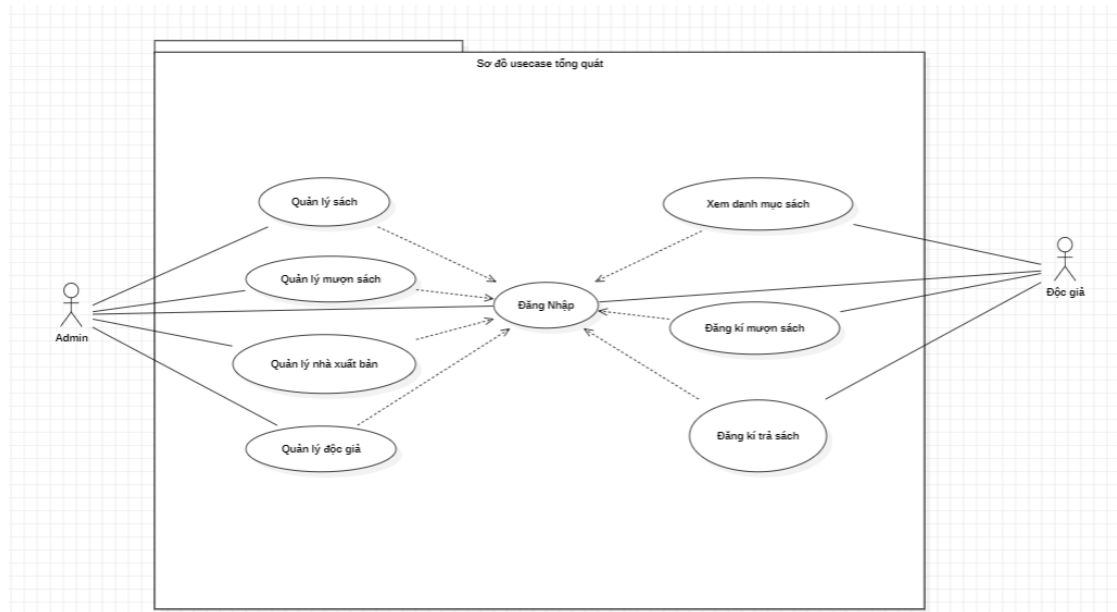 Sơ đồ usecase tổng quát
Quản lý sách
Xem danh mục sách
Quản lý mượn sách
Độc giả
Đăng Nhập
Đăng kí mượn sách
Admin
Quản lý nhà xuất bản
Đăng kí trả sách
Quản lý độc giả